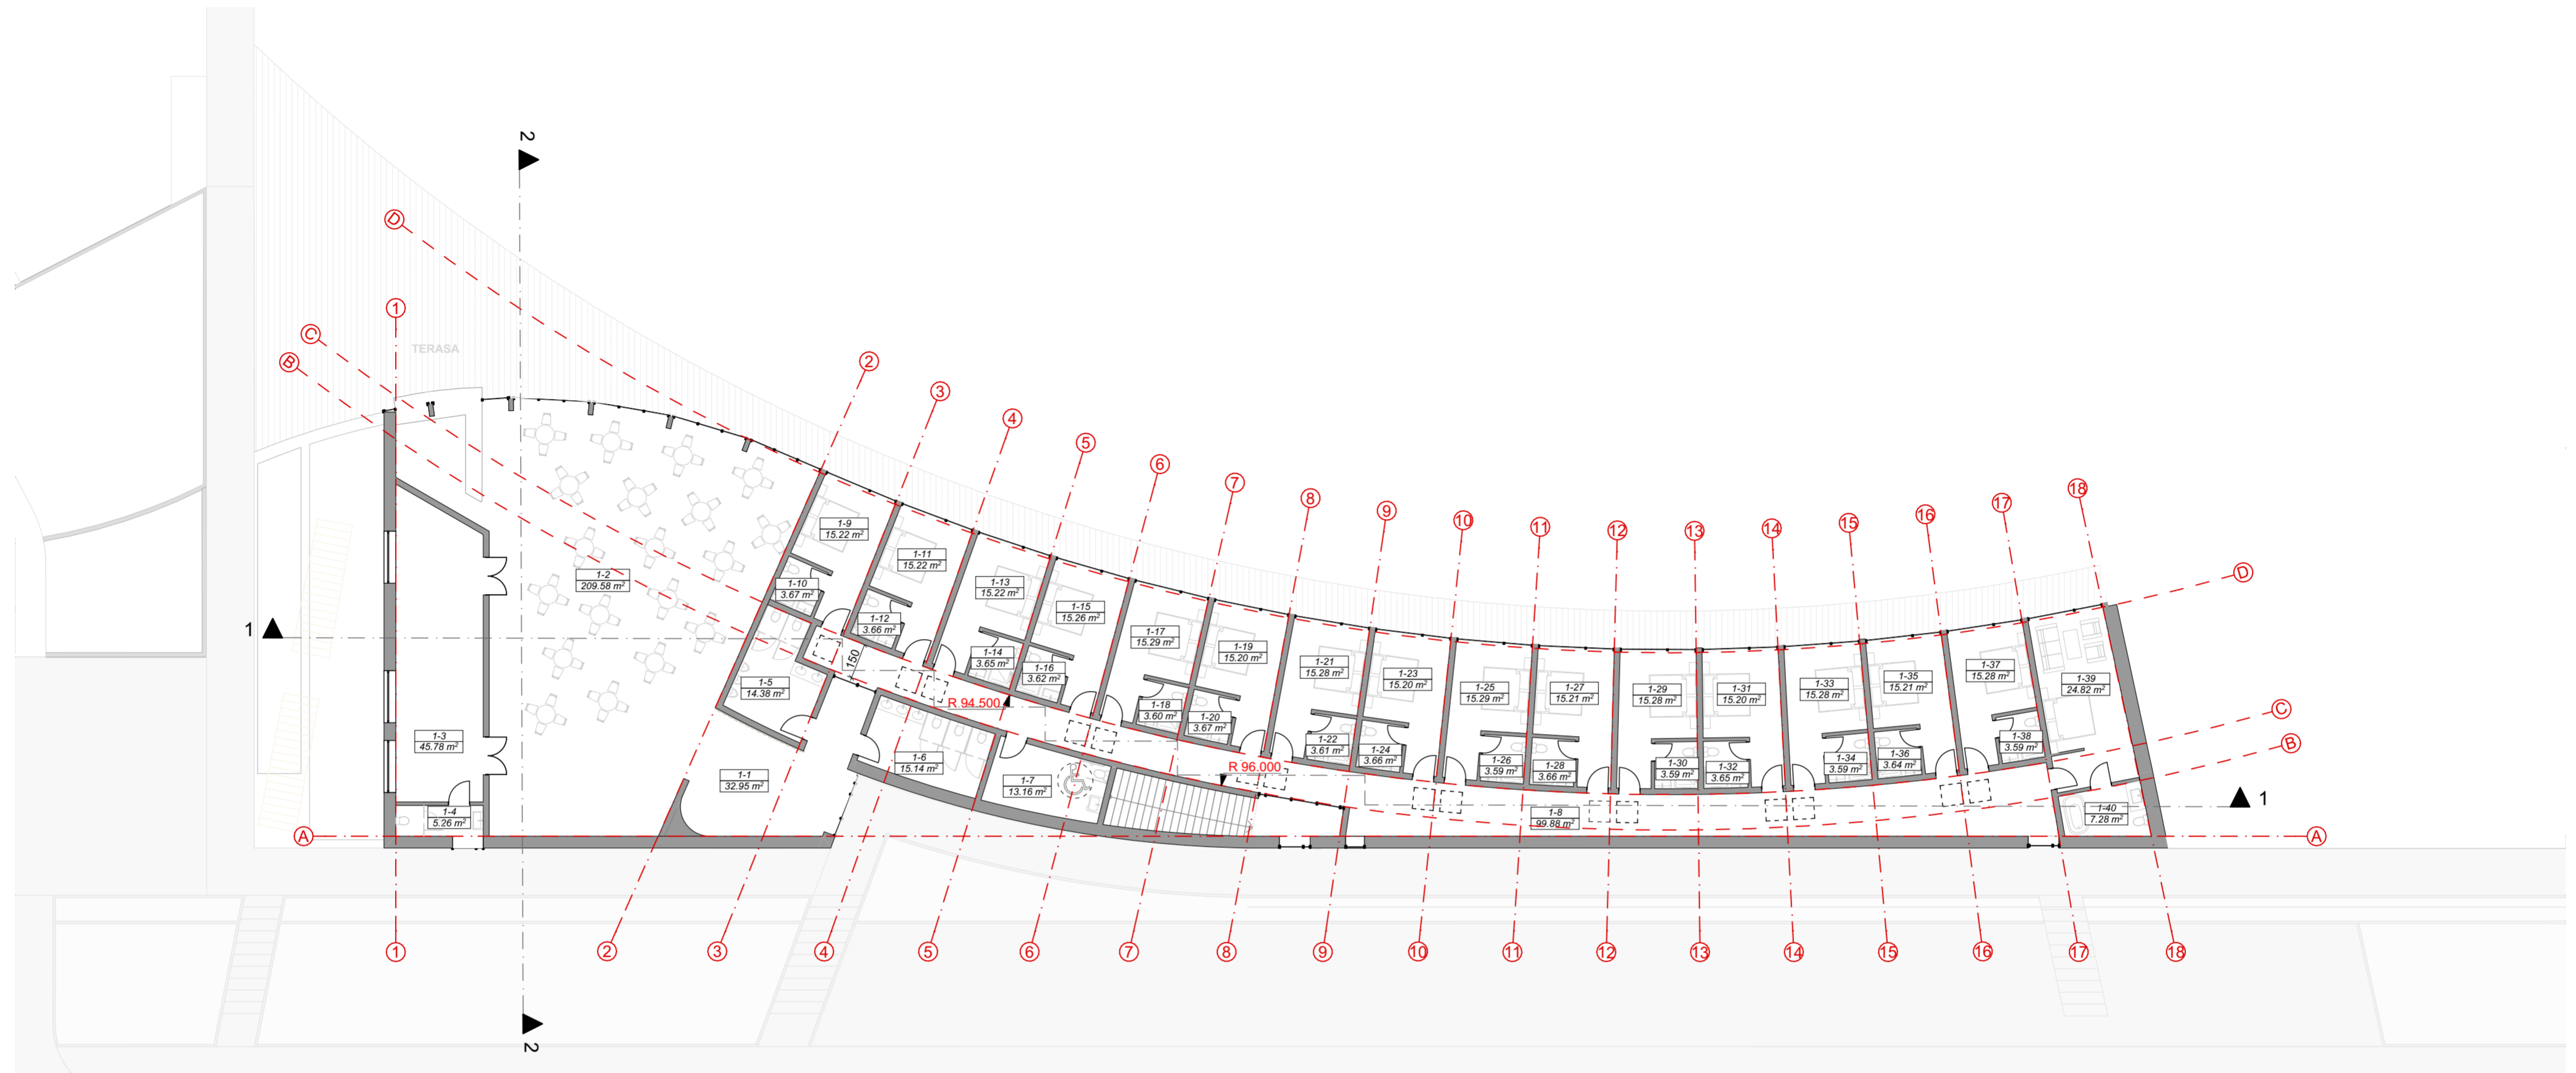 2
D
1
C
B
TERASA
2
3
4
5
6
7
8
9
10
11
12
13
14
15
16
17
18
D
C
B
1
1
A
A
1-9
15.22 m²
1-11
15.22 m²
1-13
15.22 m²
1-15
15.26 m²
1-17
15.29 m²
1-19
15.20 m²
1-21
15.28 m²
1-23
15.20 m²
1-25
15.29 m²
1-27
15.21 m²
1-29
15.28 m²
1-31
15.20 m²
1-33
15.28 m²
1-35
15.21 m²
1-37
15.28 m²
1-39
24.82 m²
1-2
209.58 m²
1-10
3.67 m²
1-12
3.66 m²
1-14
3.65 m²
1-16
3.62 m²
1-18
3.60 m²
1-20
3.67 m²
1-22
3.61 m²
1-24
3.66 m²
1-26
3.59 m²
1-28
3.66 m²
1-30
3.59 m²
1-32
3.65 m²
1-34
3.59 m²
1-36
3.64 m²
1-38
3.59 m²
150
R 94.500
R 96.000
1-5
14.38 m²
1-3
45.78 m²
1-1
32.95 m²
1-6
15.14 m²
1-7
13.16 m²
1-8
99.88 m²
1-40
7.28 m²
1-4
5.26 m²
1
2
3
4
5
6
7
8
9
10
11
12
13
14
15
16
17
18
2